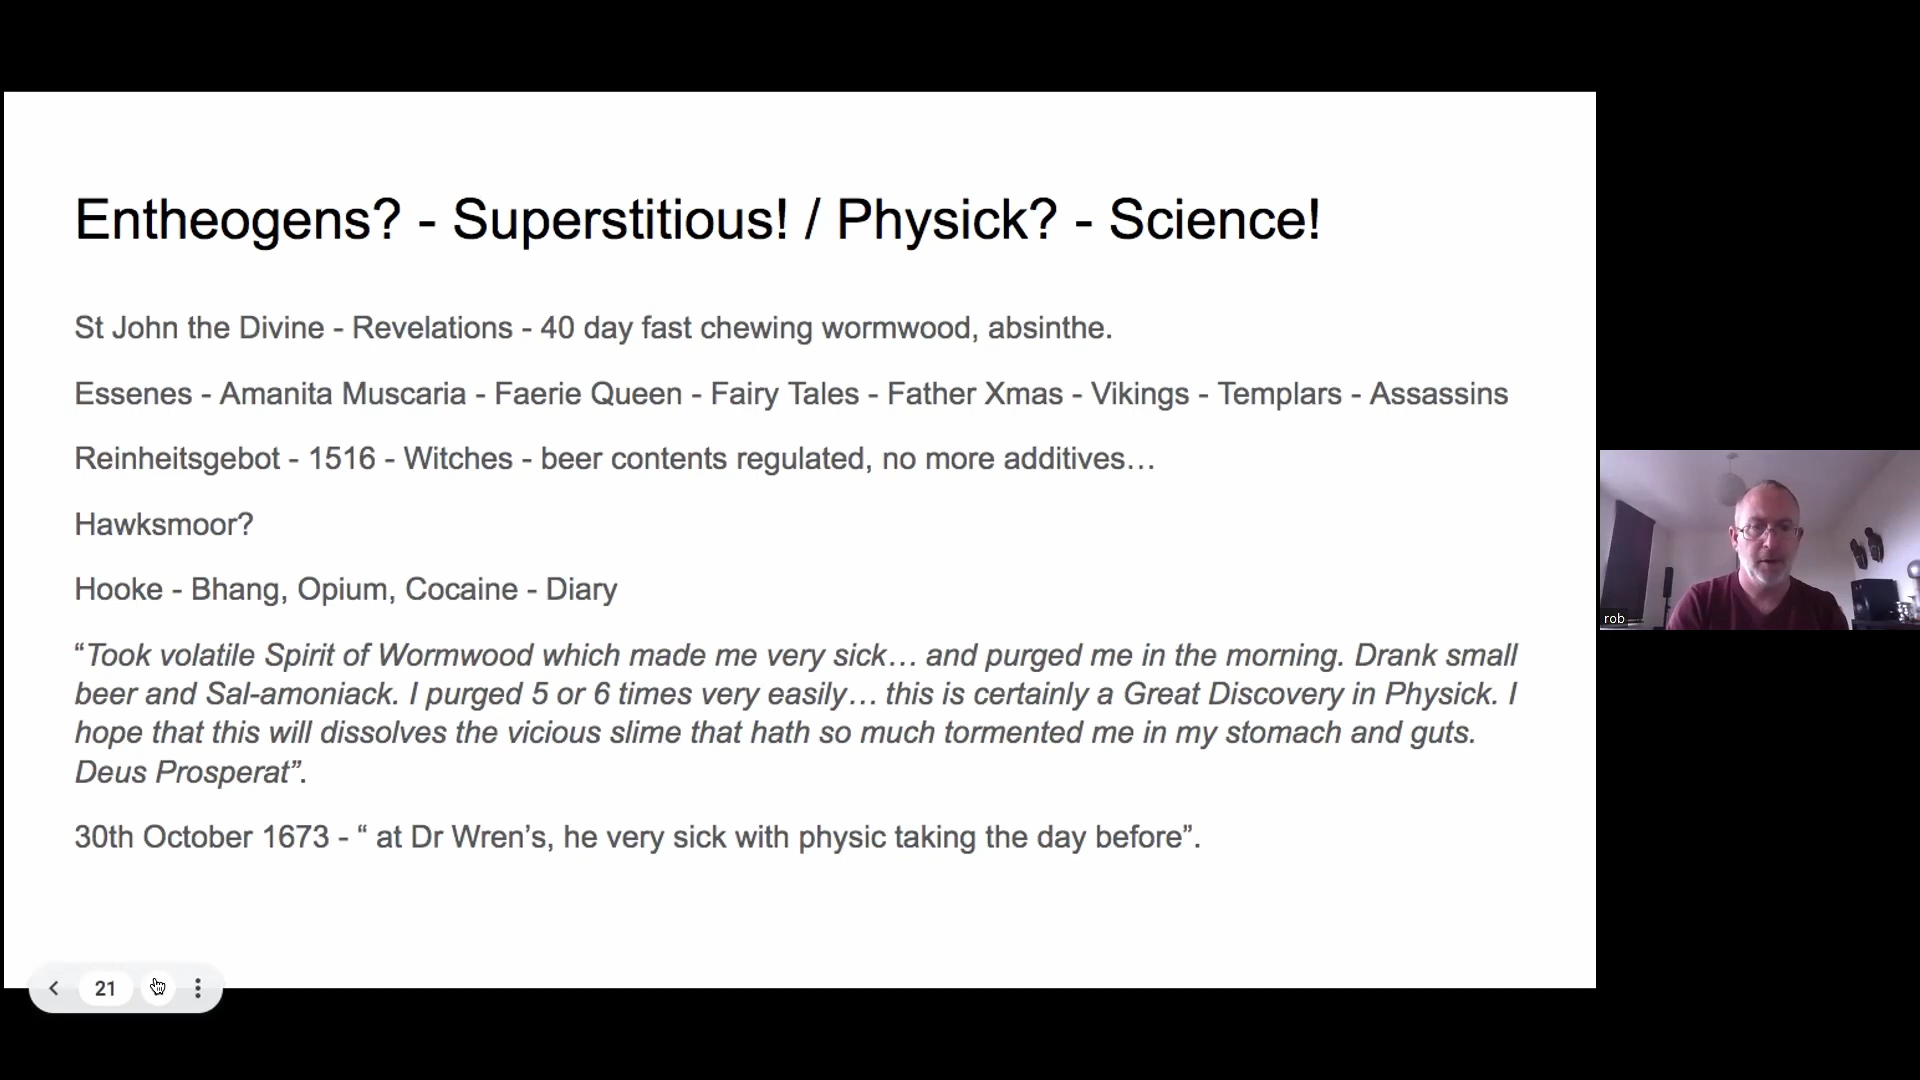 Entheogens? - Superstitious! / Physick? - Science!
St John the Divine - Revelations - 40 day fast chewing wormwood, absinthe.
Essenes - Amanita Muscaria - Faerie Queen - Fairy Tales - Father Xmas - Vikings - Templars - Assassins
Reinheitsgebot - 1516 - Witches - beer contents regulated, no more additives…
Hawksmoor?
Hooke - Bhang, Opium, Cocaine - Diary
“Took volatile Spirit of Wormwood which made me very sick… and purged me in the morning. Drank small
beer and Sal-amoniack. I purged 5 or 6 times very easily… this is certainly a Great Discovery in Physick. I
hope that this will dissolves the vicious slime that hath so much tormented me in my stomach and guts.
Deus Prosperat”.
30th October 1673 - “ at Dr Wren’s, he very sick with physic taking the day before”.
21
rob